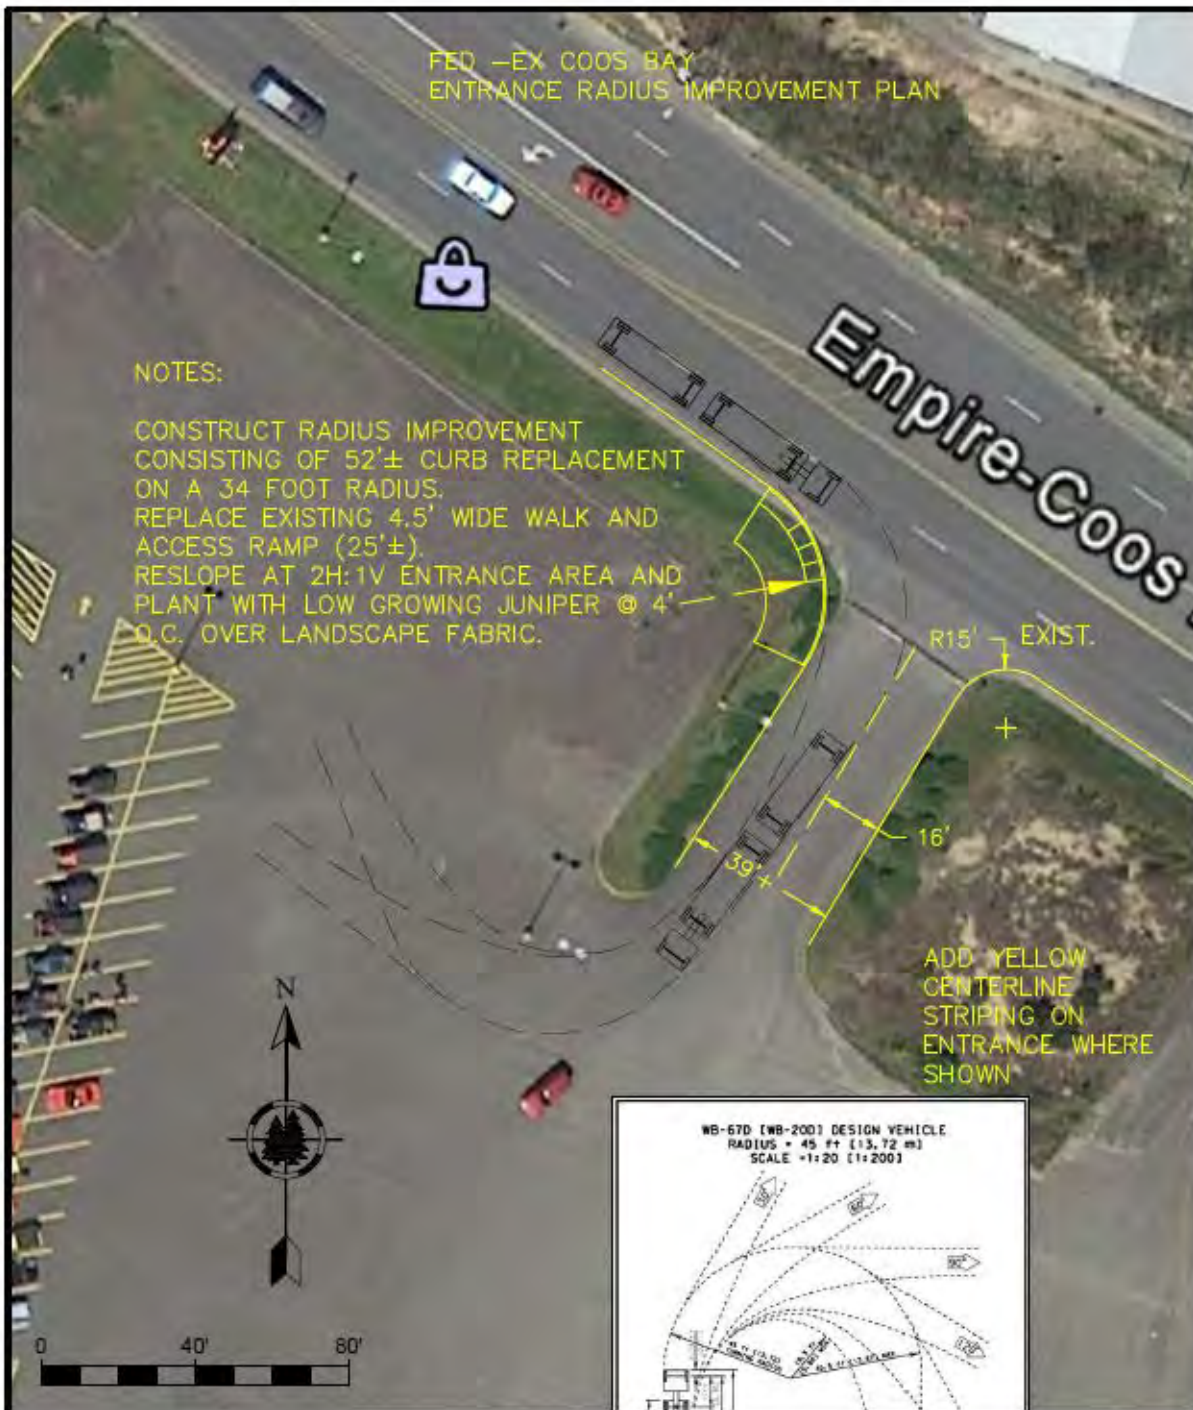 FED -EX COOS BAY
ENTRANCE RADIUS IMPROVEMENT PLAN
Empire-Coos
NOTES:
CONSTRUCT RADIUS IMPROVEMENT
CONSISTING OF 52'± CURB REPLACEMENT
ON A 34 FOOT RADIUS.
REPLACE EXISTING 4.5' WIDE WALK AND
ACCESS RAMP (25'±).
RESLOPE AT 2H:1V ENTRANCE AREA AND
PLANT WITH LOW GROWING JUNIPER @ 4'
O.C. OVER LANDSCAPE FABRIC.
R15' EXIST.
16'
39'±
ADD YELLOW
CENTERLINE
STRIPING ON
ENTRANCE WHERE
SHOWN
N
0 40' 80'
WB-67D [WB-20D] DESIGN VEHICLE
RADIUS = 45 ft [13.72 m]
SCALE =1:20 [1:200]
30°
60°
90°
120°